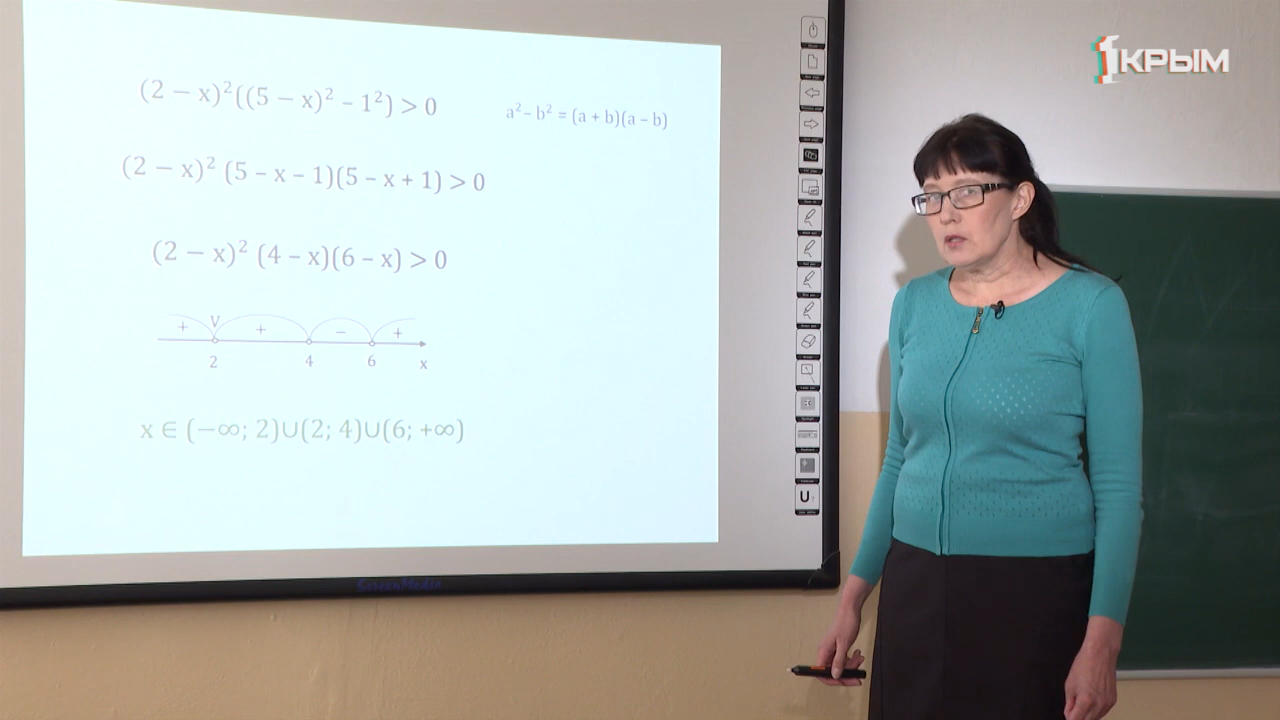 1КРЫМ
(2 – x)²((5 – x)² – 1²) > 0
a² – b² = (a + b)(a – b)
(2 – x)² (5 – x – 1)(5 – x + 1) > 0
(2 – x)² (4 – x)(6 – x) > 0
+ V + – +
2 4 6 x
x ∈ (–∞; 2)∪(2; 4)∪(6; +∞)
ScreenMedia